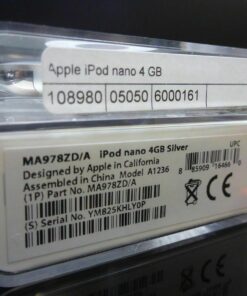 Apple iPod nano 4 GB
108980 05050 6000161
MA978ZD/A iPod nano 4GB Silver
Designed by Apple in California
Assembled in China Model A1236
(1P) Part No. MA978ZD/A
UPC
(S) Serial No. YM825KHLY0P